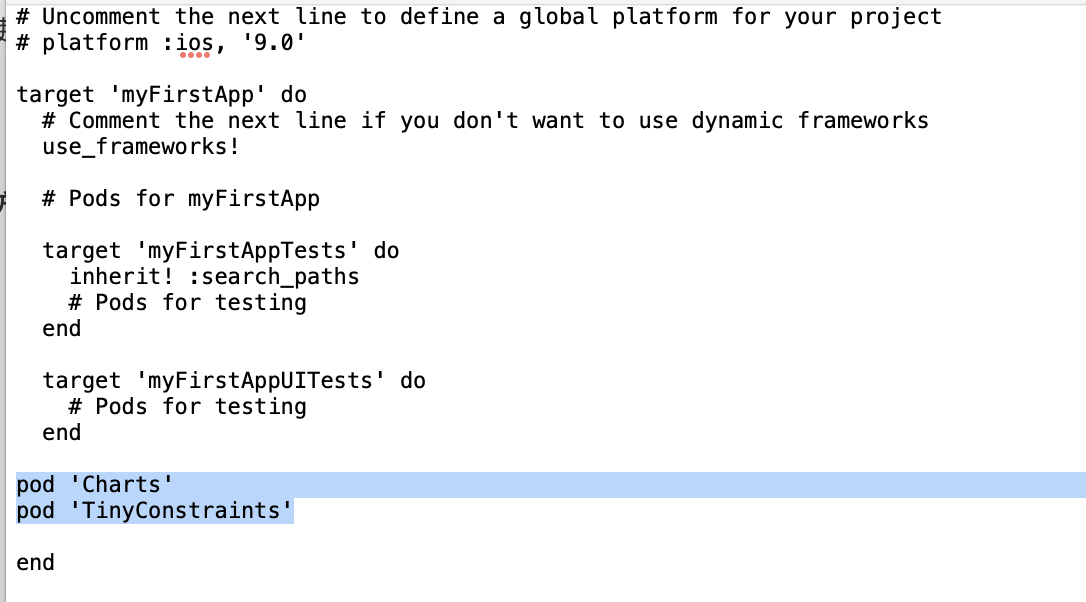 # Uncomment the next line to define a global platform for your project
# platform :ios, '9.0'
target 'myFirstApp' do
# Comment the next line if you don't want to use dynamic frameworks
use_frameworks!
# Pods for myFirstApp
target 'myFirstAppTests' do
inherit! :search_paths
# Pods for testing
end
target 'myFirstAppUITests' do
# Pods for testing
end
pod 'Charts'
pod 'TinyConstraints'
end